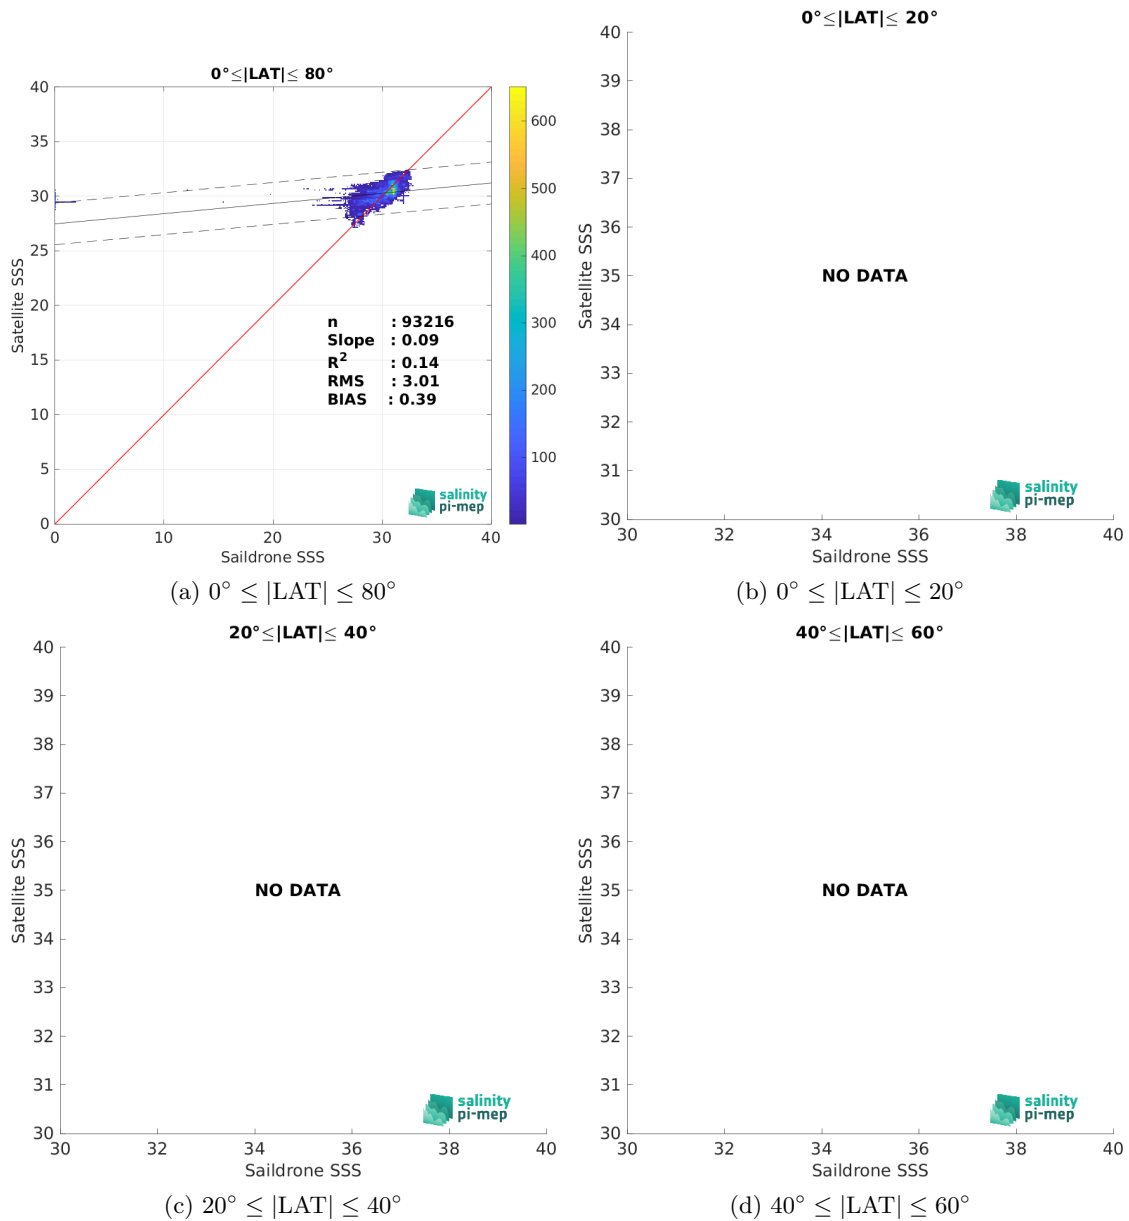 0°≤|LAT|≤ 80°
40
35
30
25
20
15
10
5
0
Satellite SSS
0
10
20
30
40
Saildrone SSS
600
500
400
300
200
100
n : 93216
Slope : 0.09
R² : 0.14
RMS : 3.01
BIAS : 0.39
salinity
pi-mep
(a) 0° ≤ |LAT| ≤ 80°
0°≤|LAT|≤ 20°
40
39
38
37
36
35
34
33
32
31
30
Satellite SSS
NO DATA
salinity
pi-mep
30
32
34
36
38
40
Saildrone SSS
(b) 0° ≤ |LAT| ≤ 20°
20°≤|LAT|≤ 40°
40
39
38
37
36
35
34
33
32
31
30
Satellite SSS
NO DATA
salinity
pi-mep
30
32
34
36
38
40
Saildrone SSS
(c) 20° ≤ |LAT| ≤ 40°
40°≤|LAT|≤ 60°
40
39
38
37
36
35
34
33
32
31
30
Satellite SSS
NO DATA
salinity
pi-mep
30
32
34
36
38
40
Saildrone SSS
(d) 40° ≤ |LAT| ≤ 60°